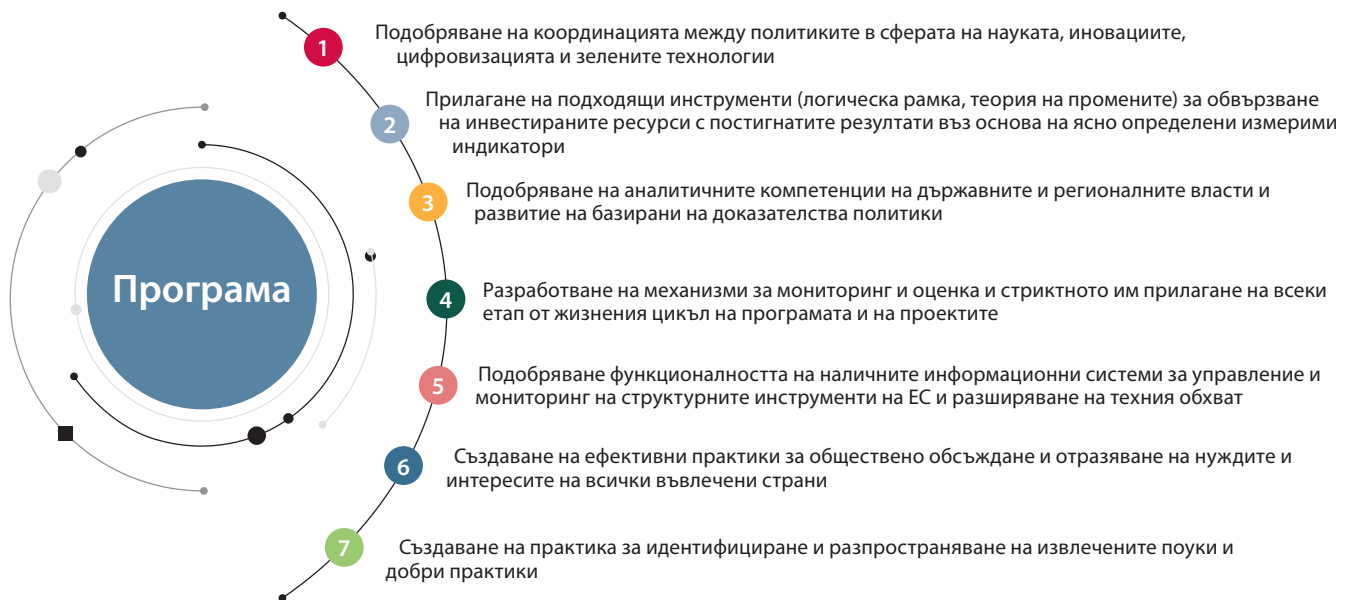 Програма
1
Подобряване на координацията между политиките в сферата на науката, иновациите,
цифровизацията и зелените технологии
2
Прилагане на подходящи инструменти (логическа рамка, теория на промените) за обвързване
на инвестираните ресурси с постигнатите резултати въз основа на ясно определени измерими
индикатори
3
Подобряване на аналитичните компетенции на държавните и регионалните власти и
развитие на базирани на доказателства политики
4
Разработване на механизми за мониторинг и оценка и стриктното им прилагане на всеки
етап от жизнения цикъл на програмата и на проектите
5
Подобряване функционалността на наличните информационни системи за управление и
мониторинг на структурните инструменти на ЕС и разширяване на техния обхват
6
Създаване на ефективни практики за обществено обсъждане и отразяване на нуждите и
интересите на всички въвлечени страни
7
Създаване на практика за идентифициране и разпространяване на извлечените поуки и
добри практики